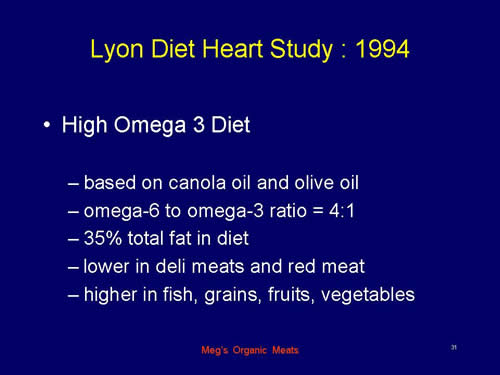 Lyon Diet Heart Study : 1994
• High Omega 3 Diet
– based on canola oil and olive oil
– omega-6 to omega-3 ratio = 4:1
– 35% total fat in diet
– lower in deli meats and red meat
– higher in fish, grains, fruits, vegetables
Meg's Organic Meats
31